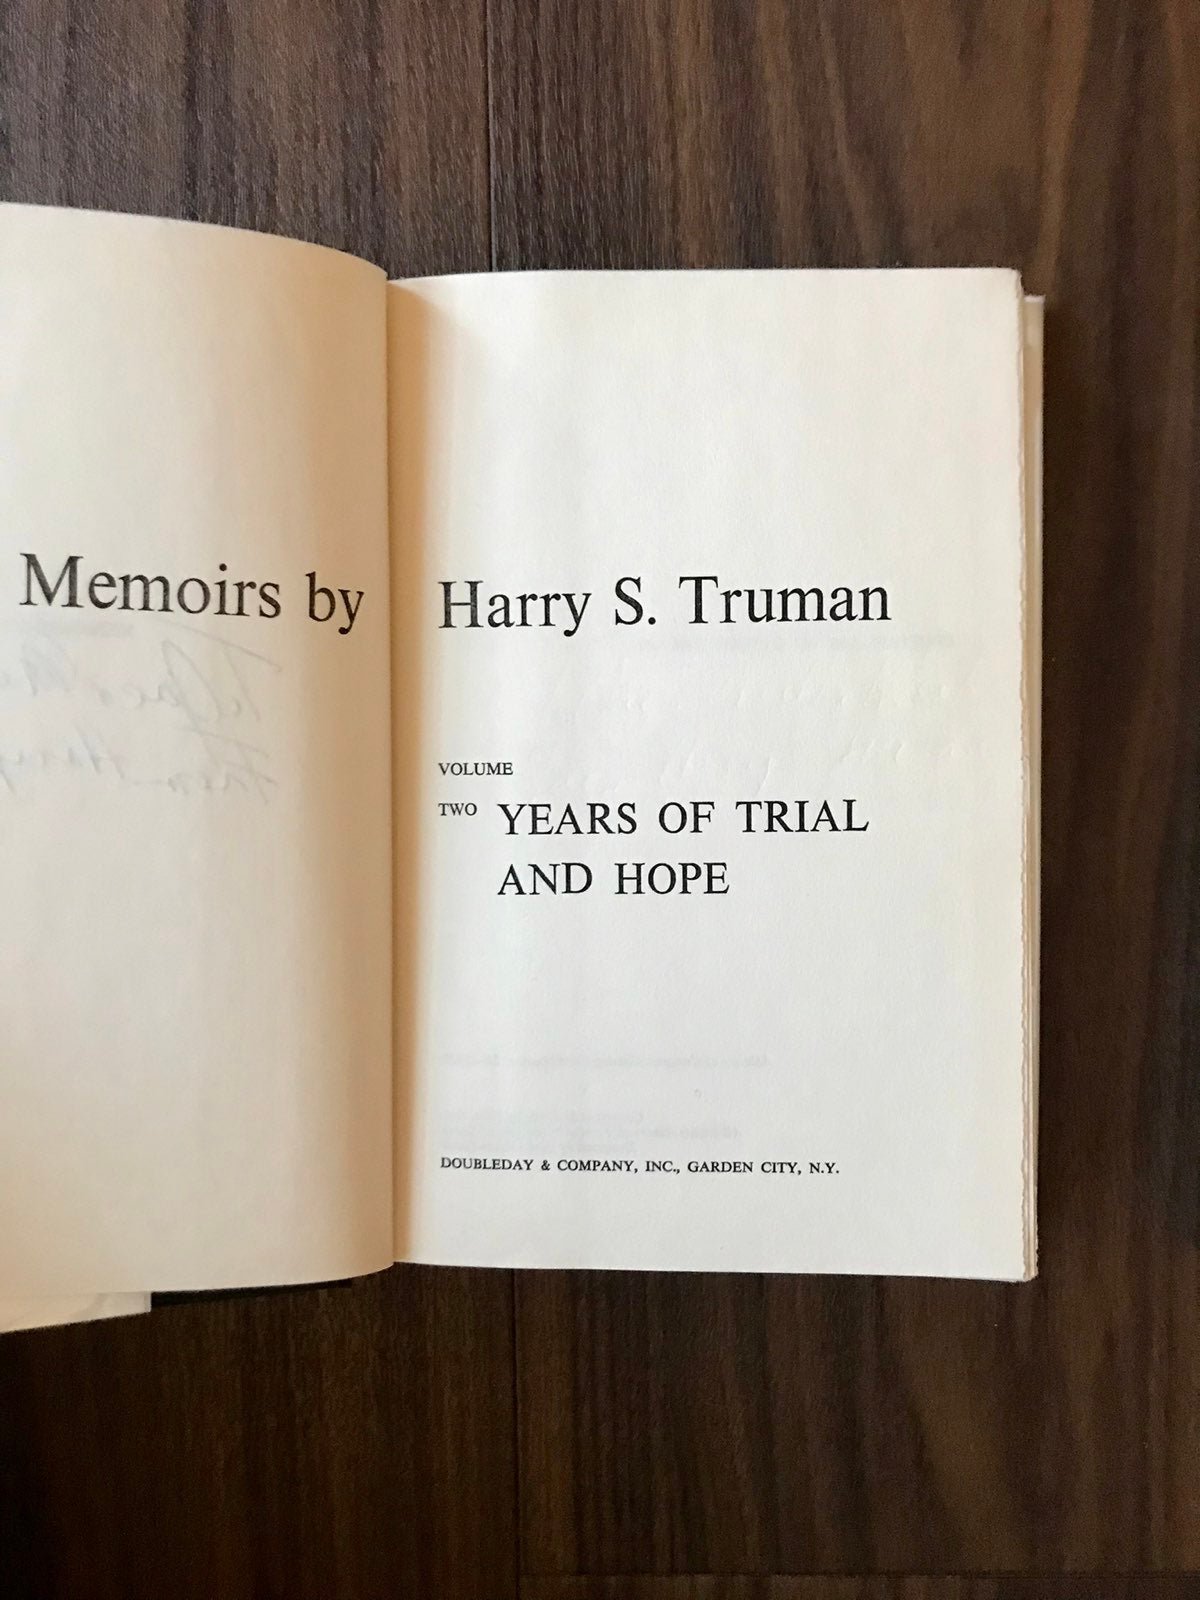 Memoirs by Harry S. Truman
VOLUME
TWO YEARS OF TRIAL
AND HOPE
DOUBLEDAY & COMPANY, INC., GARDEN CITY, N.Y.